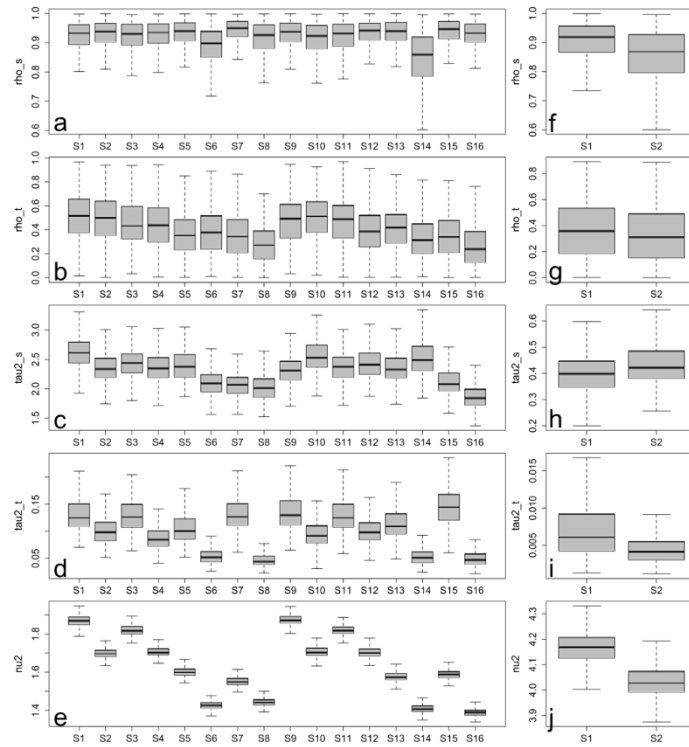 rho_s
1.0
0.9
0.8
0.7
0.6
a
S1 S2 S3 S4 S5 S6 S7 S8 S9 S10 S11 S12 S13 S14 S15 S16
rho_s
1.0
0.9
0.8
0.7
0.6
f
S1 S2
rho_t
1.0
0.8
0.6
0.4
0.2
0.0
b
S1 S2 S3 S4 S5 S6 S7 S8 S9 S10 S11 S12 S13 S14 S15 S16
rho_t
0.8
0.6
0.4
0.2
0.0
g
S1 S2
tau2_s
3.0
2.5
2.0
1.5
c
S1 S2 S3 S4 S5 S6 S7 S8 S9 S10 S11 S12 S13 S14 S15 S16
tau2_s
0.6
0.5
0.4
0.3
0.2
h
S1 S2
tau2_t
0.15
0.05
d
S1 S2 S3 S4 S5 S6 S7 S8 S9 S10 S11 S12 S13 S14 S15 S16
tau2_t
0.015
0.005
i
S1 S2
nu2
1.8
1.6
1.4
e
S1 S2 S3 S4 S5 S6 S7 S8 S9 S10 S11 S12 S13 S14 S15 S16
nu2
4.3
4.2
4.1
4.0
3.9
j
S1 S2